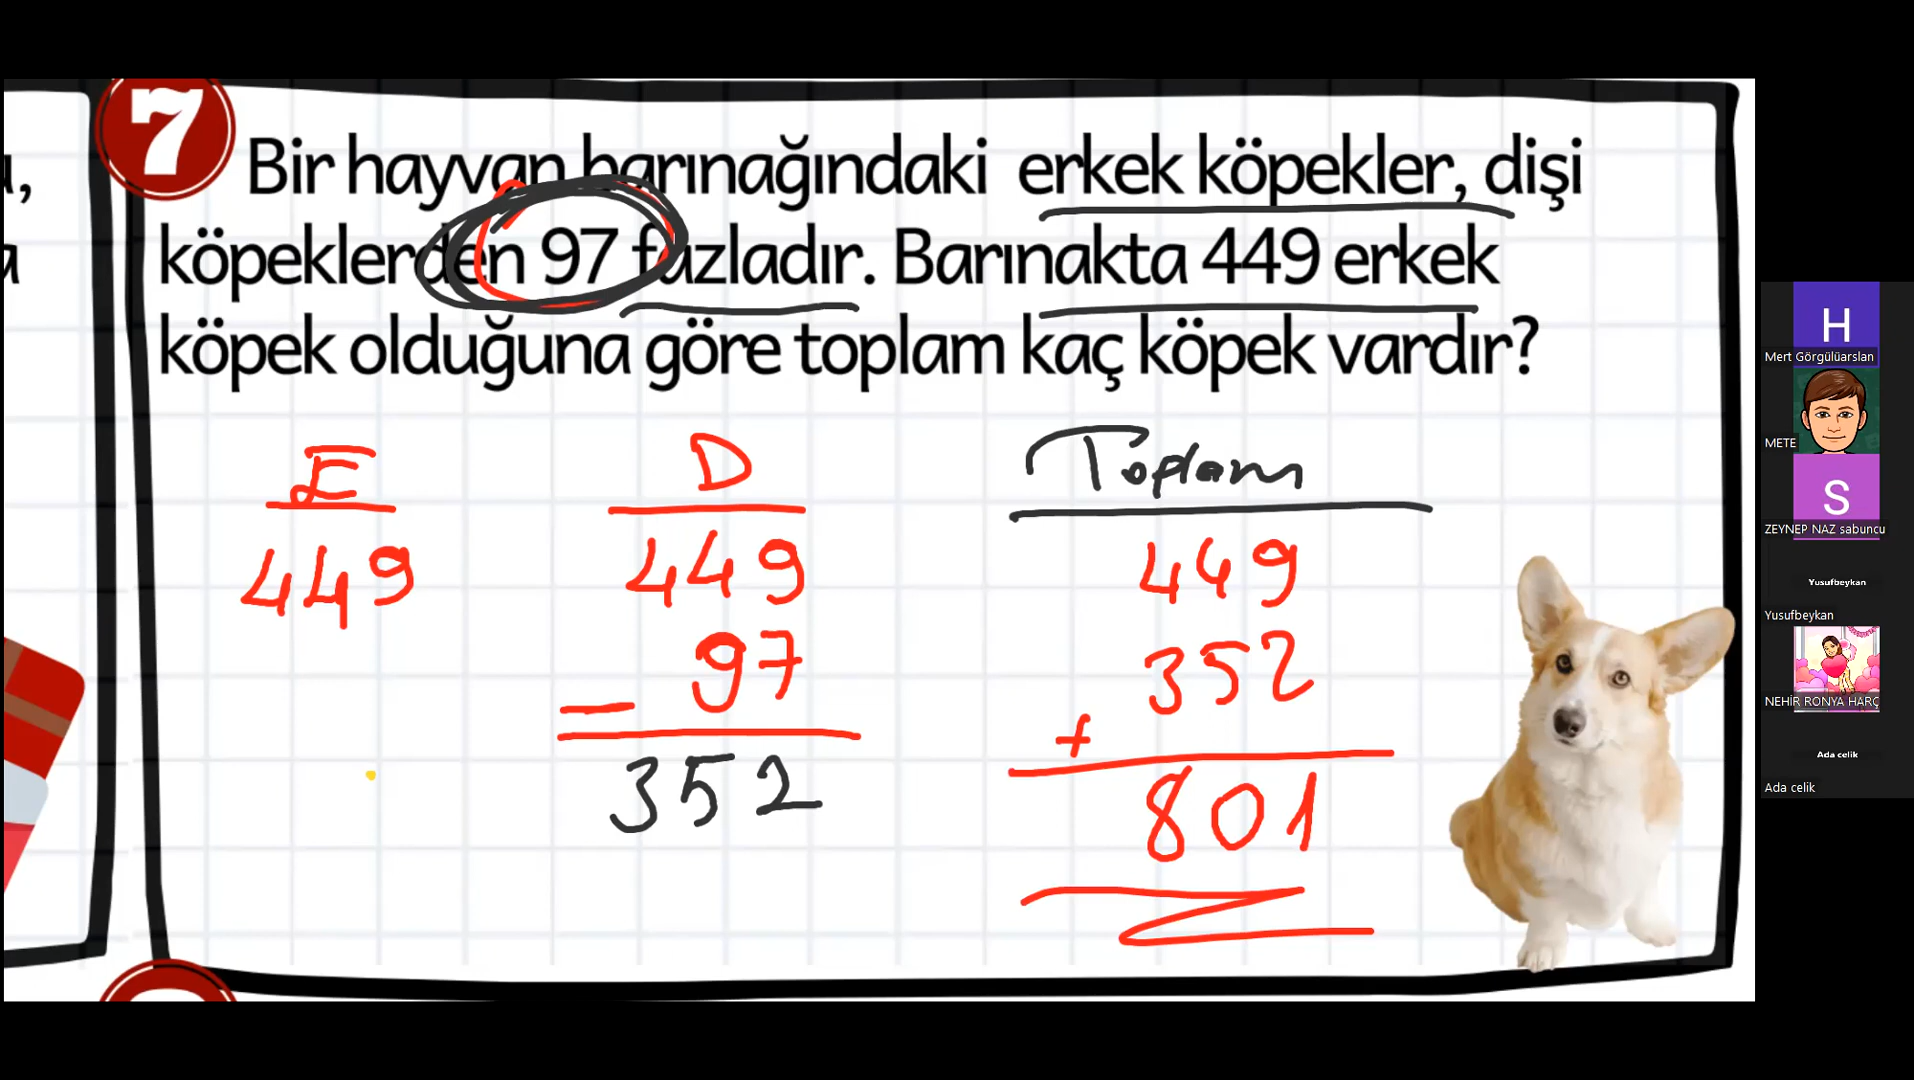 7
Bir hayvan barınağındaki erkek köpekler, dişi
köpeklerden 97 fazladır. Barınakta 449 erkek
köpek olduğuna göre toplam kaç köpek vardır?
E
449
D
449
97
−
352
Toplam
449
352
+
801
H
Mert Görgülüarslan
METE
S
ZEYNEP NAZ sabuncu
Yusufbeykan
Yusufbeykan
NEHİR RONYA HARÇ
Ada celik
Ada celik